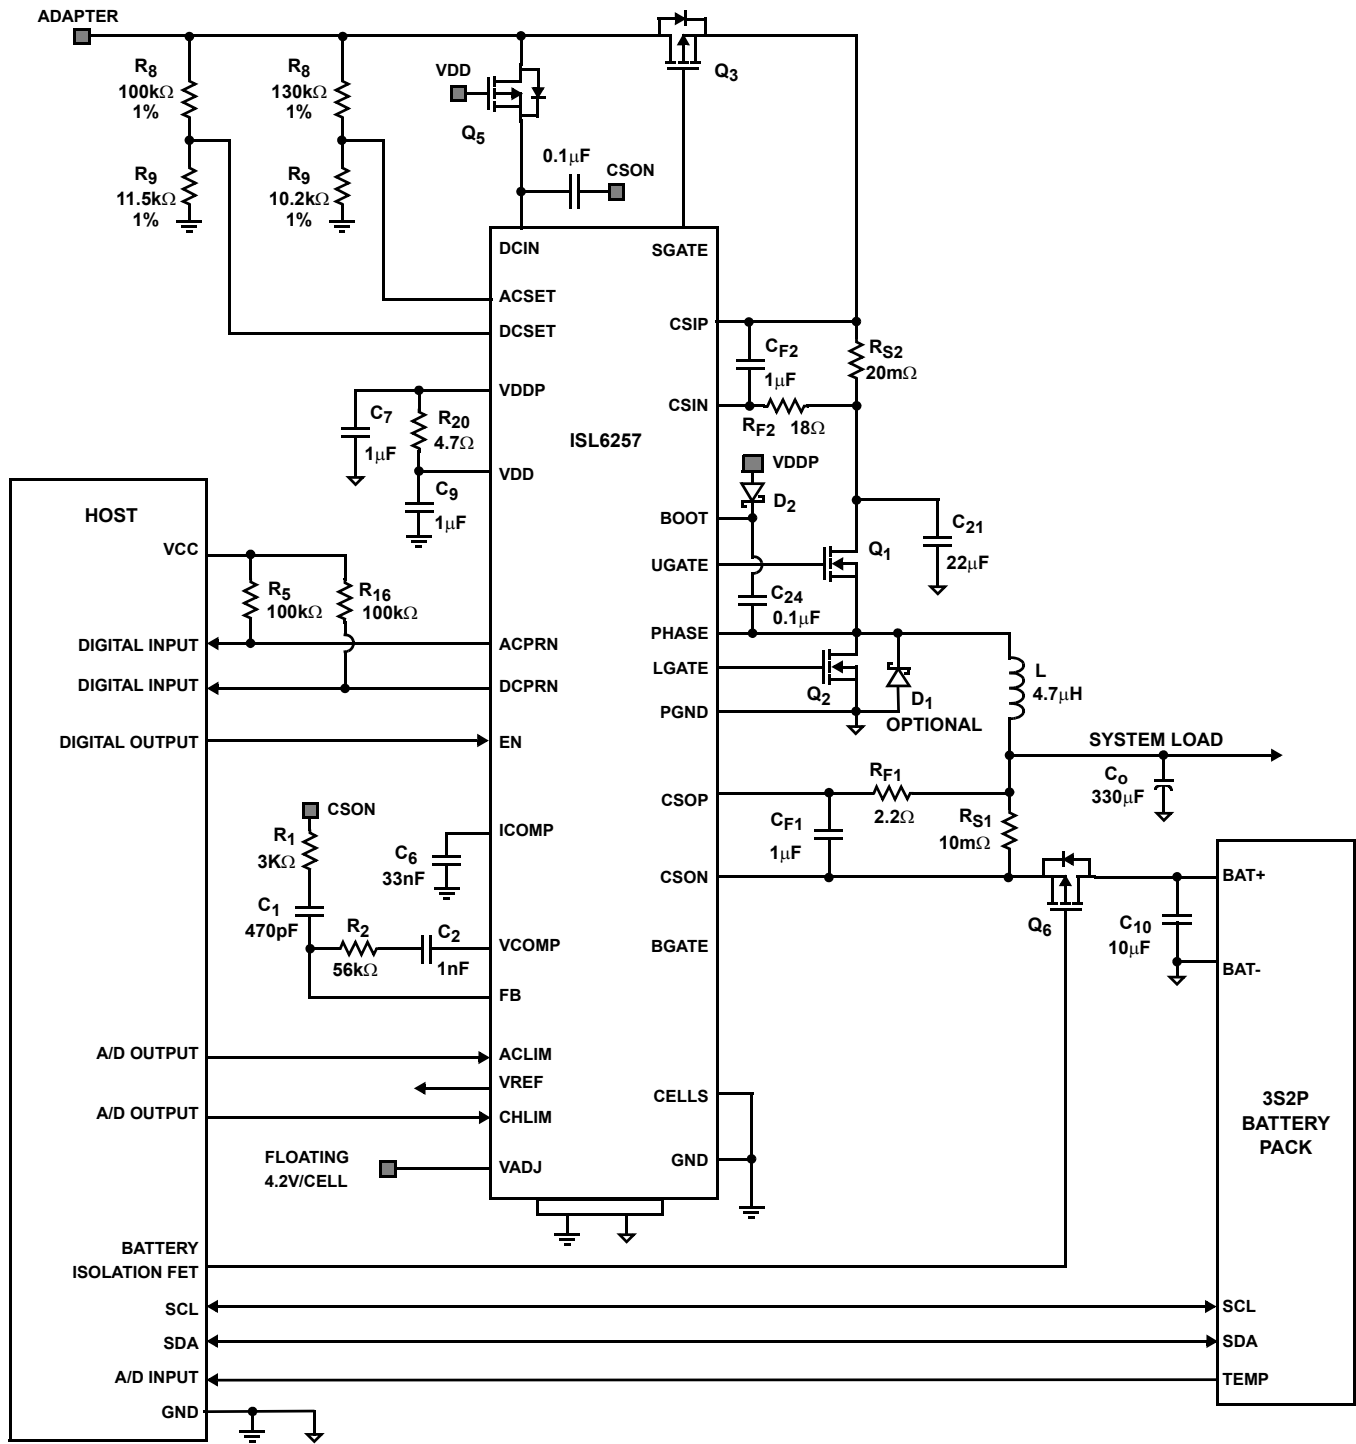 ADAPTER
R8
100kΩ
1%
R8
130kΩ
1%
VDD
Q5
Q3
R9
11.5kΩ
1%
R9
10.2kΩ
1%
0.1μF
CSON
DCIN
SGATE
ACSET
DCSET
CSIP
CF2
1μF
RS2
20mΩ
VDDP
C7
1μF
R20
4.7Ω
CSIN
RF2
18Ω
ISL6257
VDD
C9
1μF
VDDP
D2
BOOT
C21
22μF
HOST
VCC
R5
100kΩ
R16
100kΩ
UGATE
Q1
C24
0.1μF
DIGITAL INPUT
ACPRN
PHASE
LGATE
Q2
D1
OPTIONAL
L
4.7μH
DIGITAL INPUT
DCPRN
PGND
DIGITAL OUTPUT
EN
SYSTEM LOAD
Co
330μF
CSOP
RF1
2.2Ω
CF1
1μF
RS1
10mΩ
CSON
R1
3KΩ
ICOMP
C6
33nF
CSON
Q6
BAT+
C10
10μF
BAT-
C1
470pF
R2
56kΩ
C2
1nF
VCOMP
BGATE
FB
A/D OUTPUT
ACLIM
VREF
A/D OUTPUT
CHLIM
CELLS
3S2P
BATTERY
PACK
FLOATING
4.2V/CELL
VADJ
GND
BATTERY
ISOLATION FET
SCL
SCL
SDA
SDA
A/D INPUT
TEMP
GND